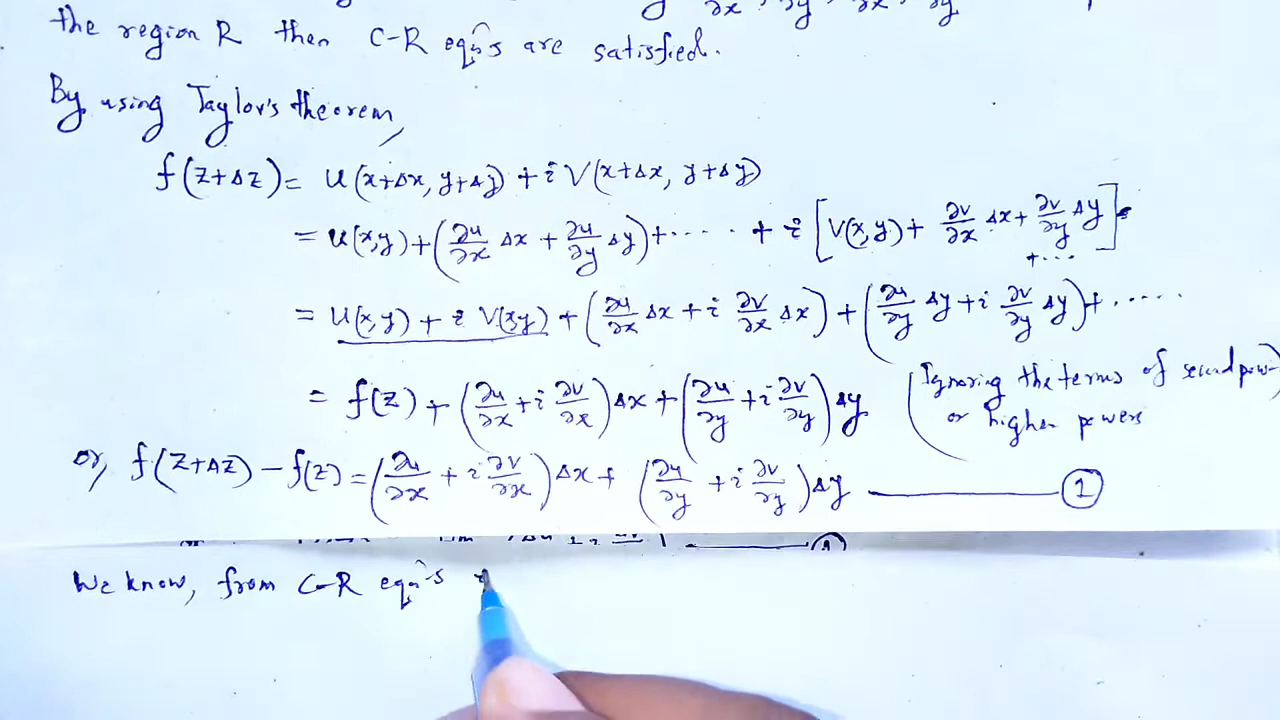 ∂x , ∂y , ∂x , ∂y
the region R then C-R eqn's are satisfied.
By using Taylor's theorem,
f(z+Δz) = u(x+Δx, y+Δy) + i V(x+Δx, y+Δy)
= u(x,y) + (∂u/∂x Δx + ∂u/∂y Δy) + ···· + i [V(x,y) + ∂v/∂x Δx + ∂v/∂y Δy]
+ ···
= u(x,y) + i V(x,y) + (∂u/∂x Δx + i ∂v/∂x Δx) + (∂u/∂y Δy + i ∂v/∂y Δy) + ·····
= f(z) + (∂u/∂x + i ∂v/∂x) Δx + (∂u/∂y + i ∂v/∂y) Δy (Ignoring the terms of second power
or higher powers)
or, f(z+Δz) − f(z) = (∂u/∂x + i ∂v/∂x) Δx + (∂u/∂y + i ∂v/∂y) Δy —— ①
We know, from C-R eqn's